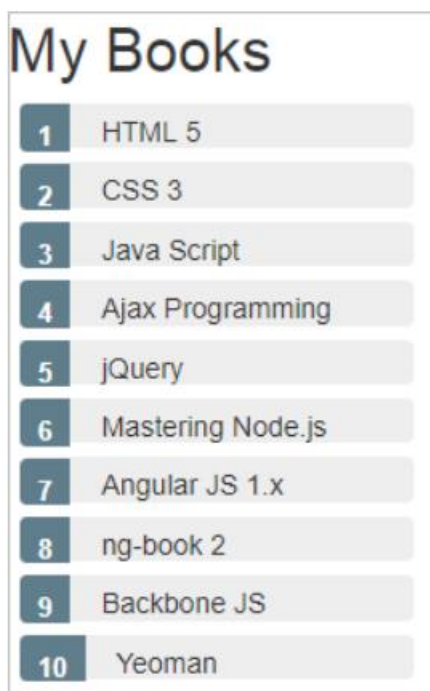 My Books
1 HTML 5
2 CSS 3
3 Java Script
4 Ajax Programming
5 jQuery
6 Mastering Node.js
7 Angular JS 1.x
8 ng-book 2
9 Backbone JS
10 Yeoman